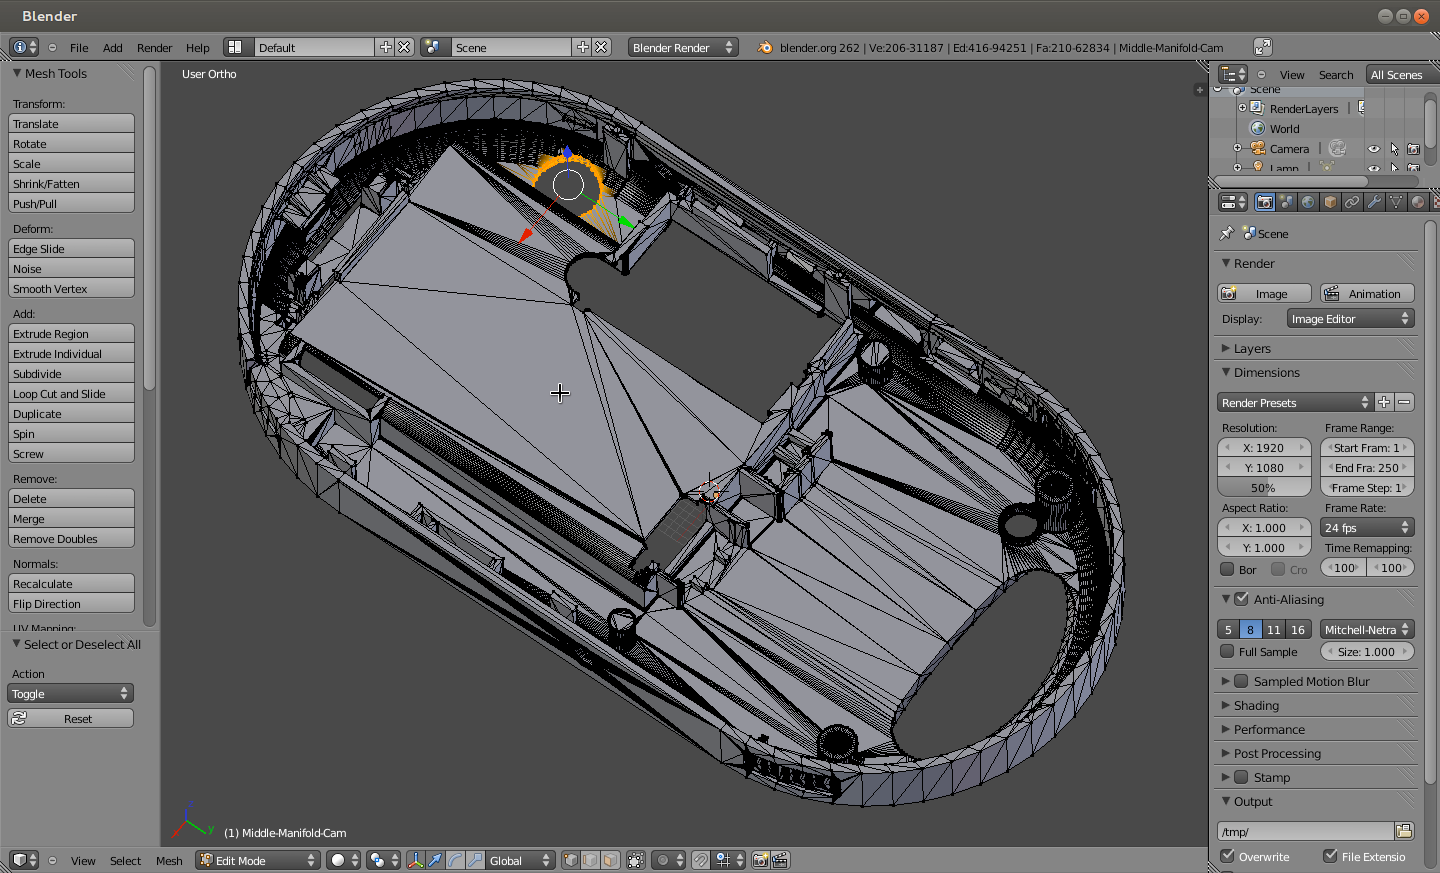 Blender
File Add Render Help Default Scene Blender Render blender.org 262 | Ve:206-31187 | Ed:416-94251 | Fa:210-62834 | Middle-Manifold-Cam
Mesh Tools
Transform:
Translate
Rotate
Scale
Shrink/Fatten
Push/Pull
Deform:
Edge Slide
Noise
Smooth Vertex
Add:
Extrude Region
Extrude Individual
Subdivide
Loop Cut and Slide
Duplicate
Spin
Screw
Remove:
Delete
Merge
Remove Doubles
Normals:
Recalculate
Flip Direction
UV Mapping:
Select or Deselect All
Action
Toggle
Reset
User Ortho
(1) Middle-Manifold-Cam
View Select Mesh Edit Mode Global
View Search All Scenes
Scene
RenderLayers |
World
Camera |
Lamp |
Scene
Render
Image Animation
Display: Image Editor
Layers
Dimensions
Render Presets
Resolution: Frame Range:
X: 1920 Start Fram: 1
Y: 1080 End Fra: 250
50% Frame Step: 1
Aspect Ratio: Frame Rate:
X: 1.000 24 fps
Y: 1.000 Time Remapping:
Bor Cro 100 100
Anti-Aliasing
5 8 11 16 Mitchell-Netra
Full Sample Size: 1.000
Sampled Motion Blur
Shading
Performance
Post Processing
Stamp
Output
/tmp/
Overwrite File Extensio